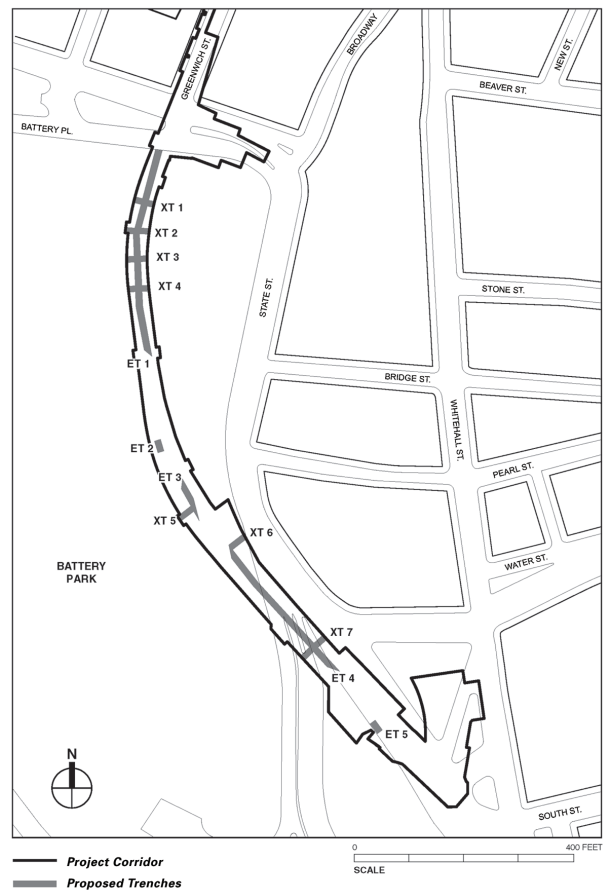 BROADWAY
NEW ST.
GREENWICH ST.
BEAVER ST.
BATTERY PL.
XT 1
XT 2
XT 3
XT 4
STATE ST.
STONE ST.
ET 1
BRIDGE ST.
WHITEHALL ST.
ET 2
PEARL ST.
ET 3
XT 5
XT 6
WATER ST.
BATTERY
PARK
XT 7
ET 4
ET 5
N
SOUTH ST.
0
400 FEET
SCALE
Project Corridor
Proposed Trenches